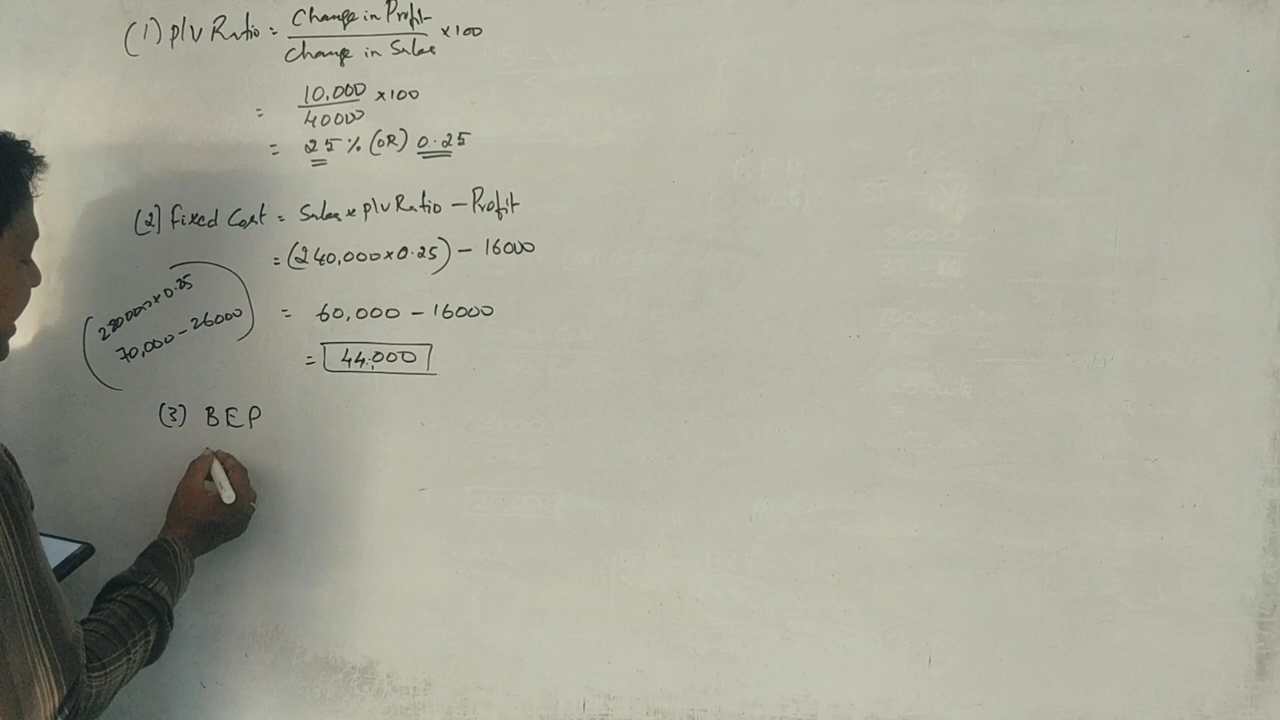 (1) P/V Ratio = Change in Profit / Change in Sales × 100
= 10,000 / 40000 × 100
= 25% (OR) 0.25
(2) Fixed Cost = Sales × P/V Ratio - Profit
= (240,000 × 0.25) - 16000
(280000 × 0.25
70,000 - 26000)
= 60,000 - 16000
= 44,000
(3) BEP